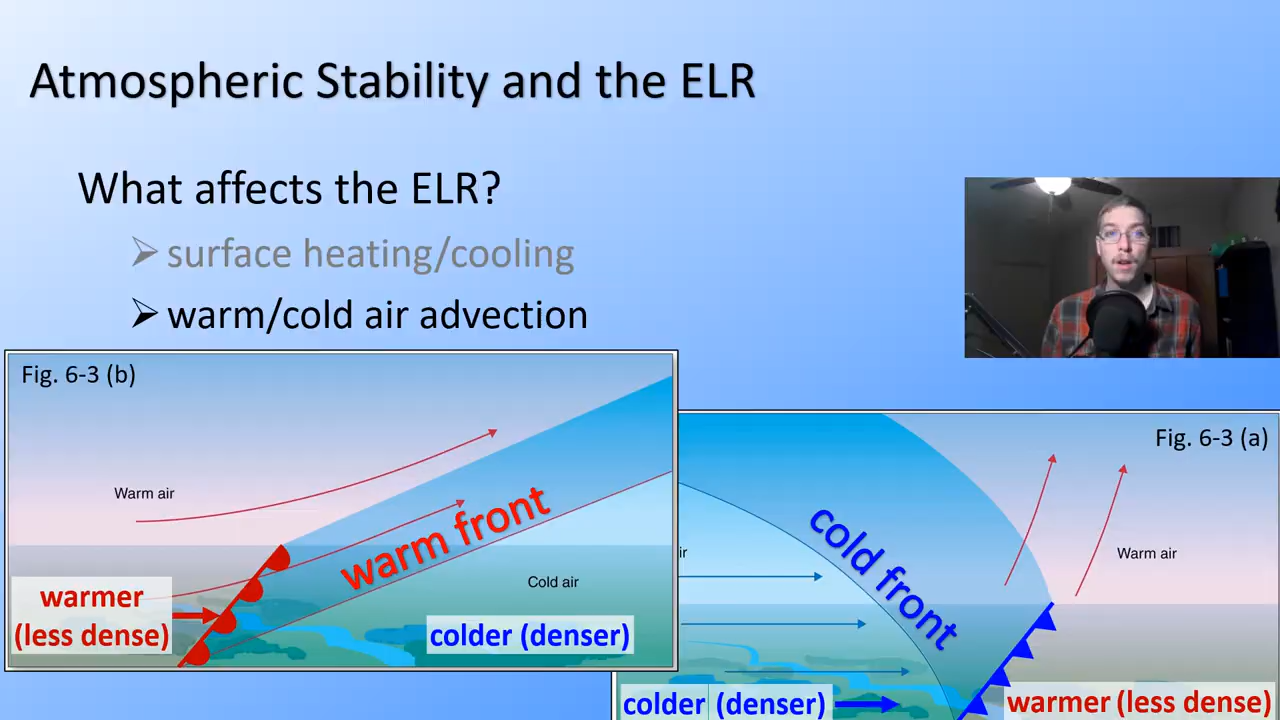 Atmospheric Stability and the ELR
What affects the ELR?
surface heating/cooling
warm/cold air advection
Fig. 6-3 (b)
Warm air
warm front
Cold air
warmer
(less dense)
colder (denser)
Fig. 6-3 (a)
cold front
Warm air
colder (denser)
warmer (less dense)